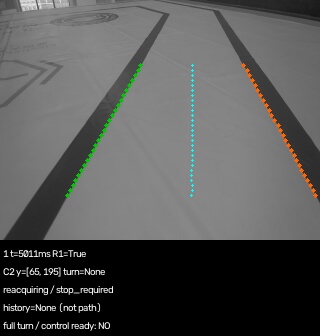 1 t=5011ms R1=True
C2 y=[65, 195] turn=None
reacquiring / stop_required
history=None (not path)
full turn / control ready: NO